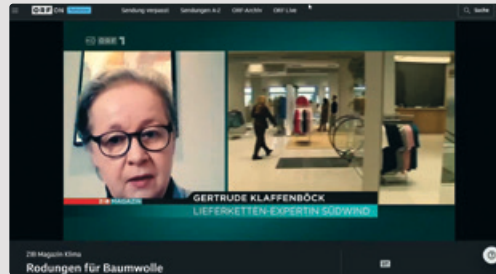 ORF ON
Sendung verpasst
Sendungen A-Z
ORF Archiv
ORF Live
Suche
ORF 1
ZIB MAGAZIN
GERTRUDE KLAFFENBÖCK
LIEFERKETTEN-EXPERTIN SÜDWIND
ZIB Magazin Klima
Rodungen für Baumwolle